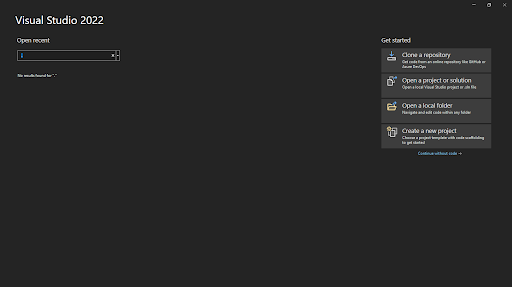 Visual Studio 2022
Open recent
No results found for "."
Get started
Clone a repository
Get code from an online repository like GitHub or
Azure DevOps
Open a project or solution
Open a local Visual Studio project or .sln file
Open a local folder
Navigate and edit code within any folder
Create a new project
Choose a project template with code scaffolding
to get started
Continue without code →